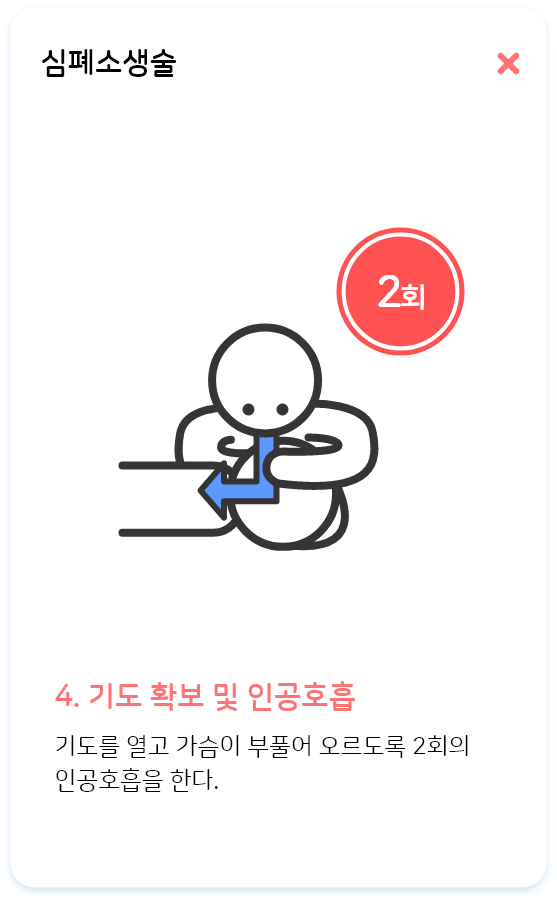 심폐소생술
2회
4. 기도 확보 및 인공호흡
기도를 열고 가슴이 부풀어 오르도록 2회의
인공호흡을 한다.